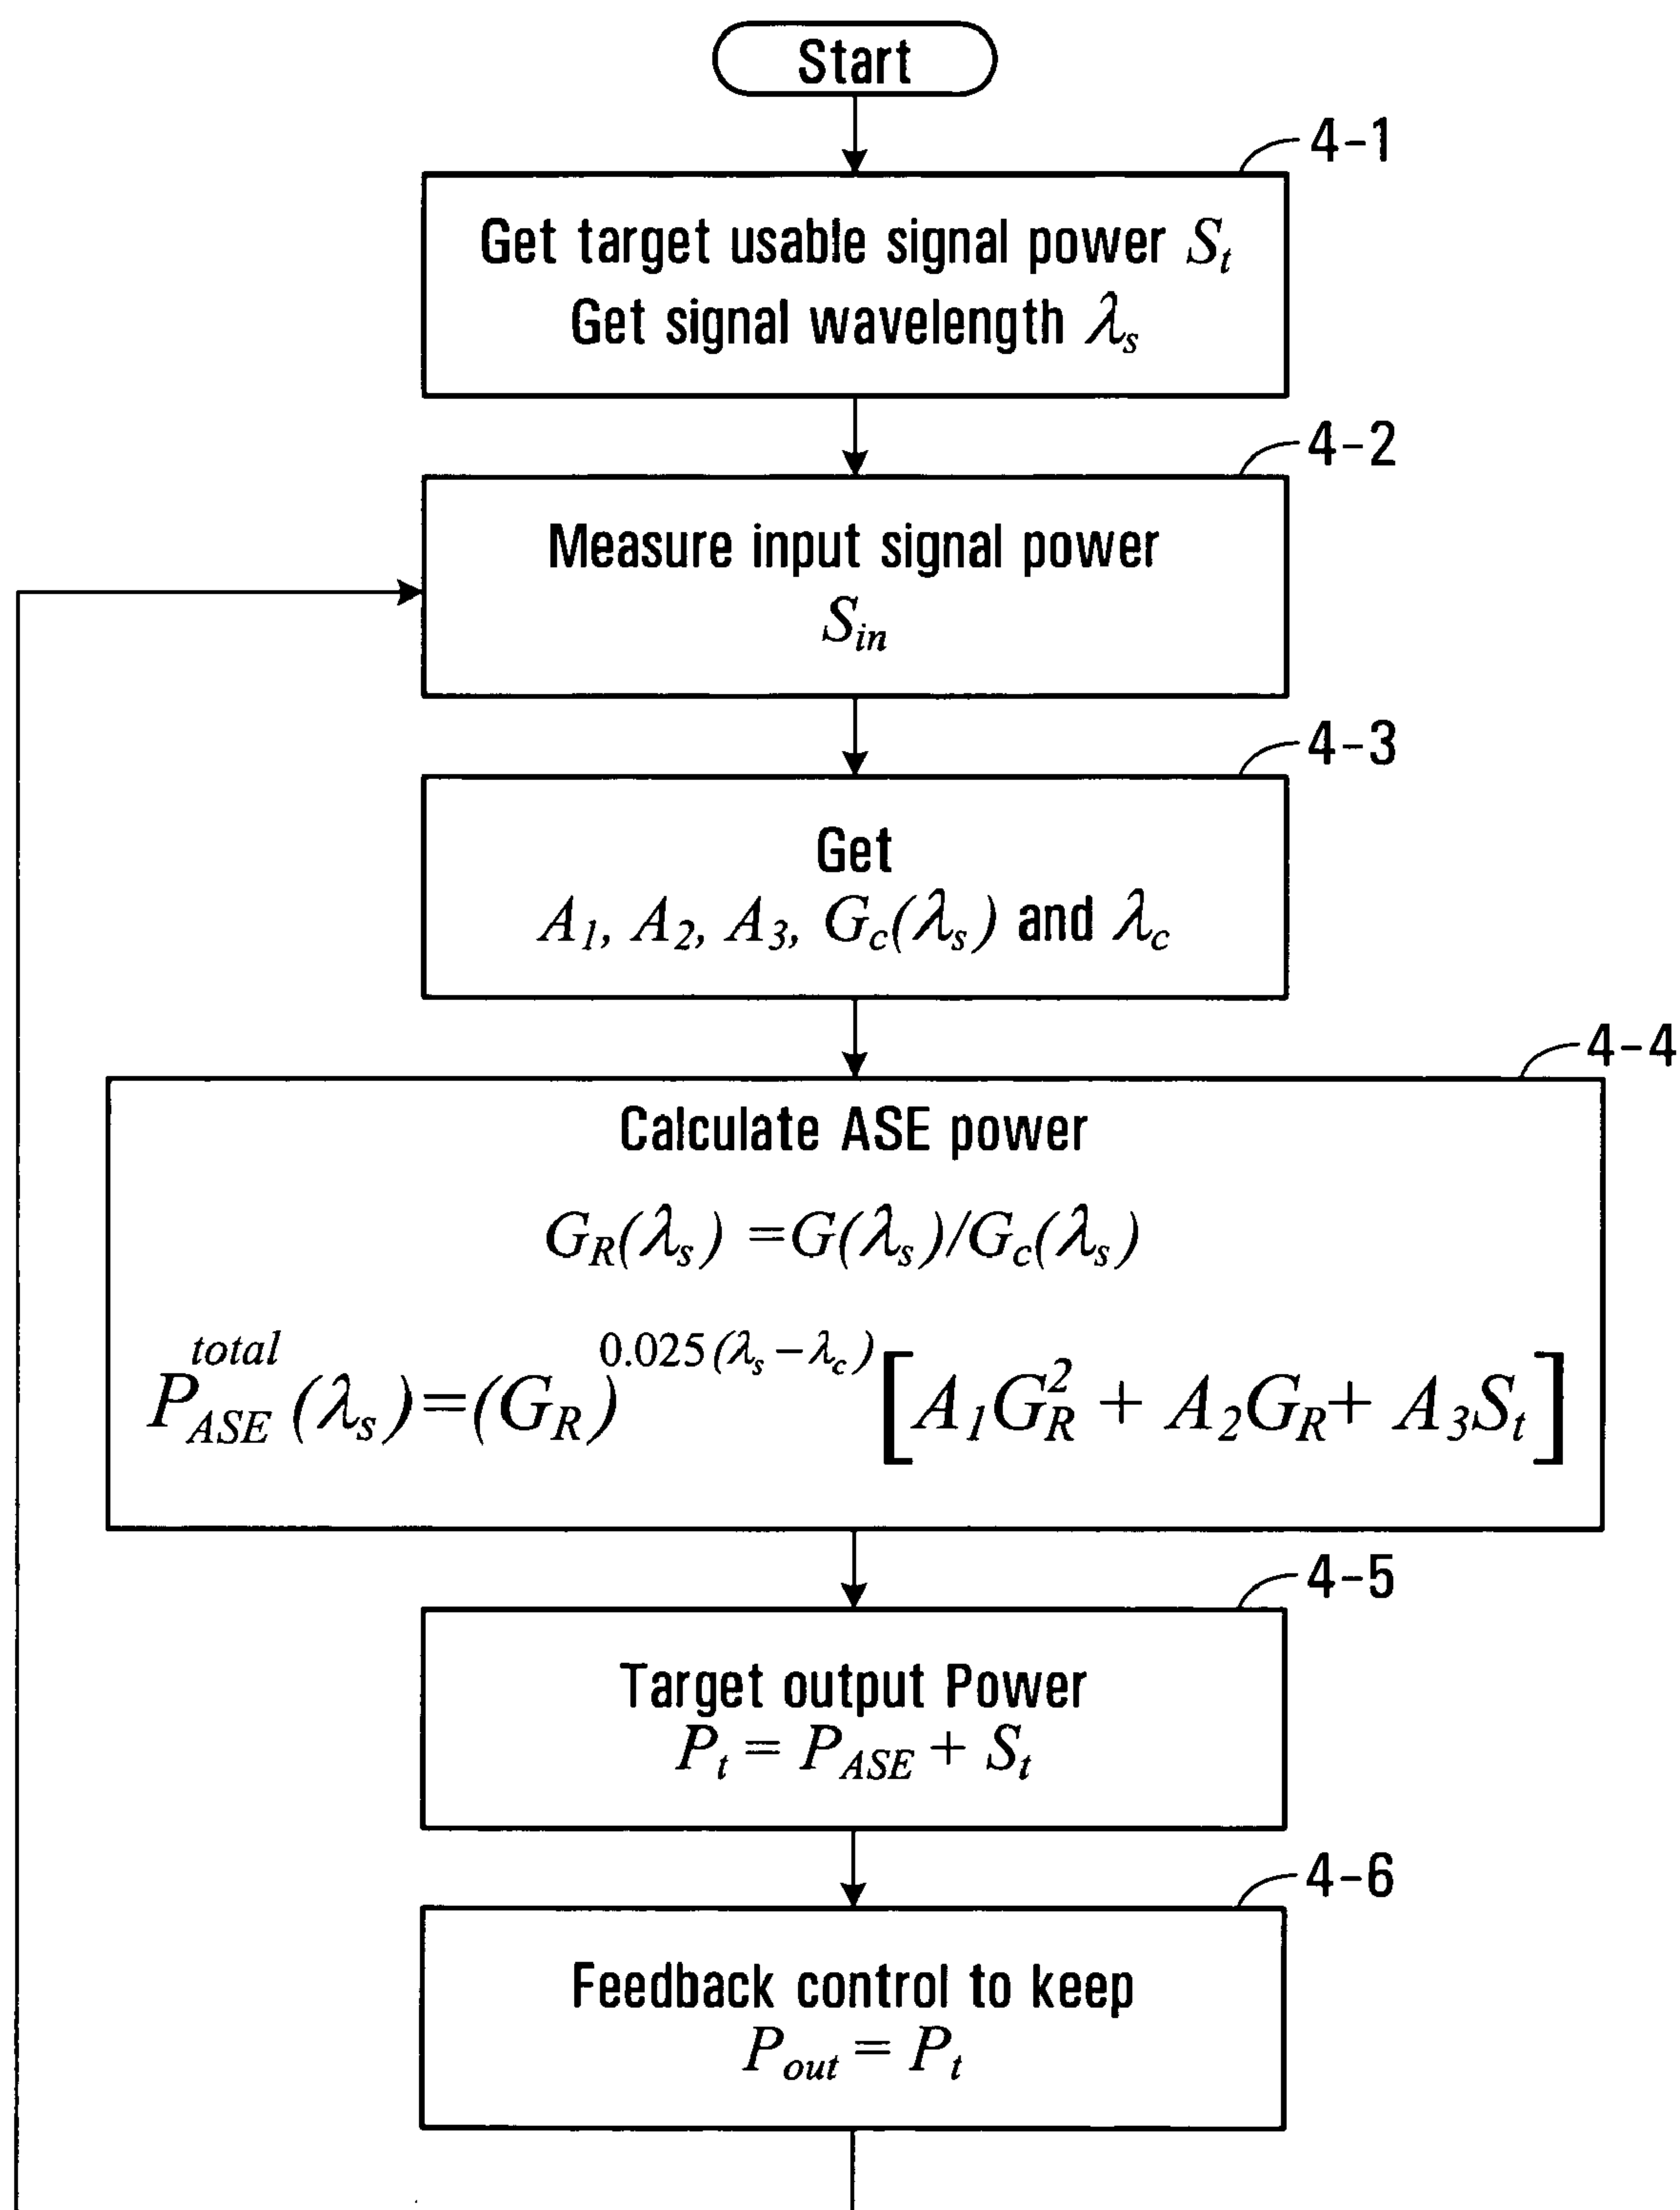 Start
4-1
Get target usable signal power S_t
Get signal wavelength λ_s
4-2
Measure input signal power
S_in
4-3
Get
A_1, A_2, A_3, G_c(λ_s) and λ_c
4-4
Calculate ASE power
G_R(λ_s) =G(λ_s)/G_c(λ_s)
P_ASE^total (λ_s)=(G_R)^0.025(λ_s – λ_c) [A_1G_R^2 + A_2G_R+ A_3S_t]
4-5
Target output Power
P_t = P_ASE + S_t
4-6
Feedback control to keep
P_out = P_t